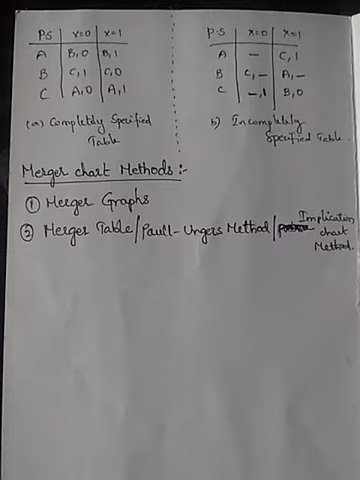 P.S x=0 x=1
A B,0 B,1
B C,1 C,0
C A,0 A,1
(a) Completely Specified
Table
P.S x=0 x=1
A – C,1
B C,– A,–
C –,1 B,0
b) Incompletely
Specified Table.
Merger chart Methods :-
① Merger Graphs
② Merger Table/Paull-Ungers Method/ Implication
chart
Method.